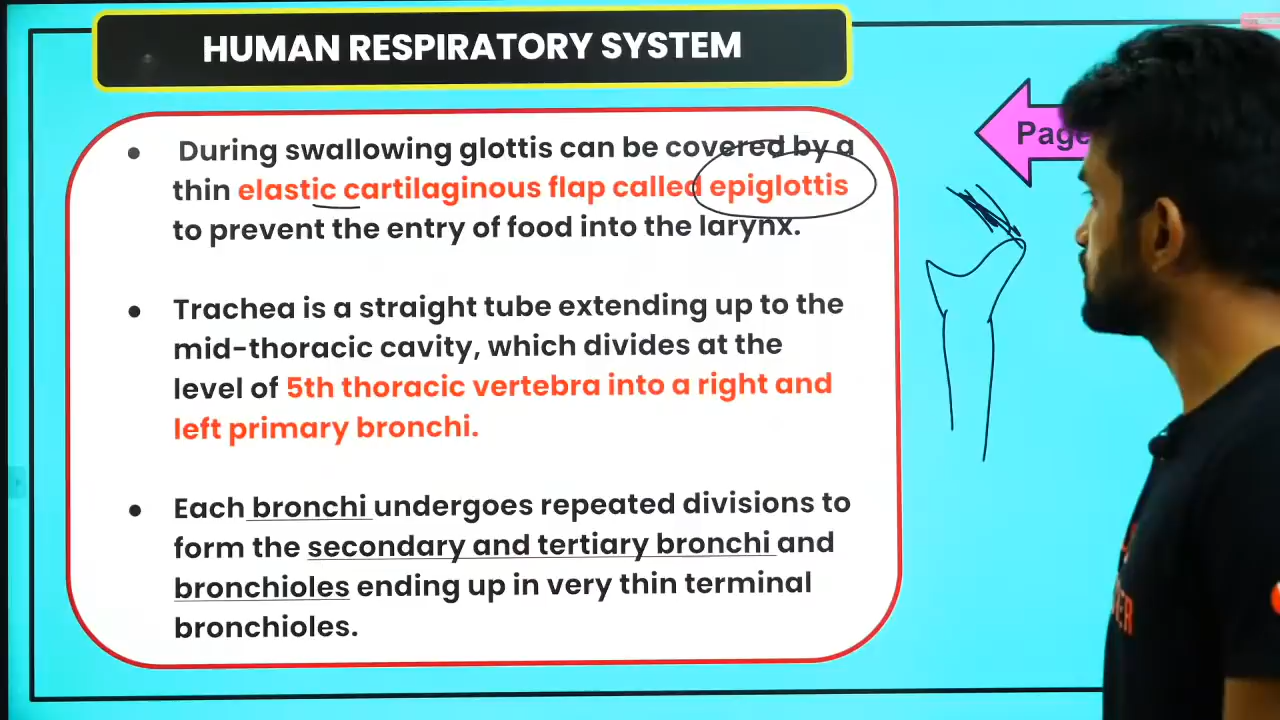 HUMAN RESPIRATORY SYSTEM
Page
• During swallowing glottis can be covered by a
thin elastic cartilaginous flap called epiglottis
to prevent the entry of food into the larynx.
• Trachea is a straight tube extending up to the
mid-thoracic cavity, which divides at the
level of 5th thoracic vertebra into a right and
left primary bronchi.
• Each bronchi undergoes repeated divisions to
form the secondary and tertiary bronchi and
bronchioles ending up in very thin terminal
bronchioles.